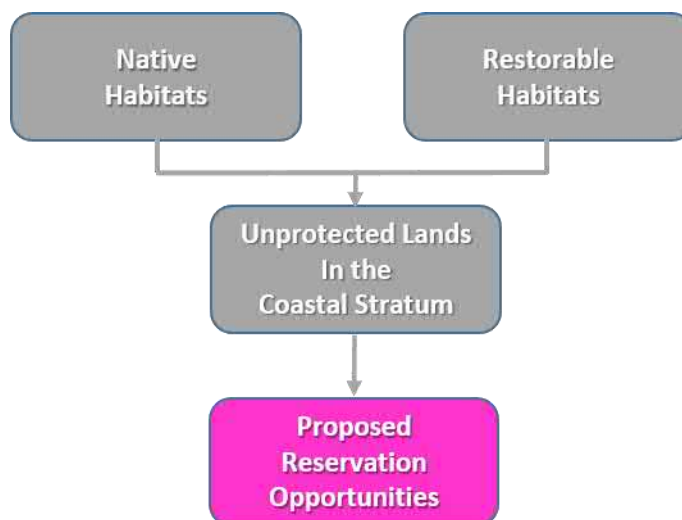 Native
Habitats
Restorable
Habitats
Unprotected Lands
In the
Coastal Stratum
Proposed
Reservation
Opportunities